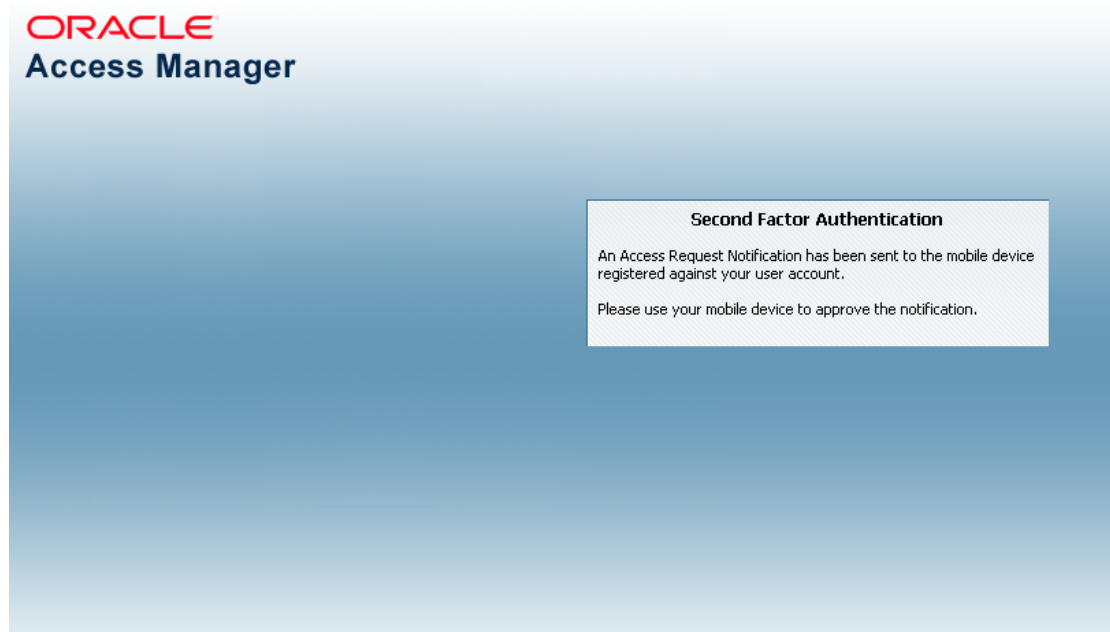 ORACLE
Access Manager
Second Factor Authentication
An Access Request Notification has been sent to the mobile device
registered against your user account.
Please use your mobile device to approve the notification.